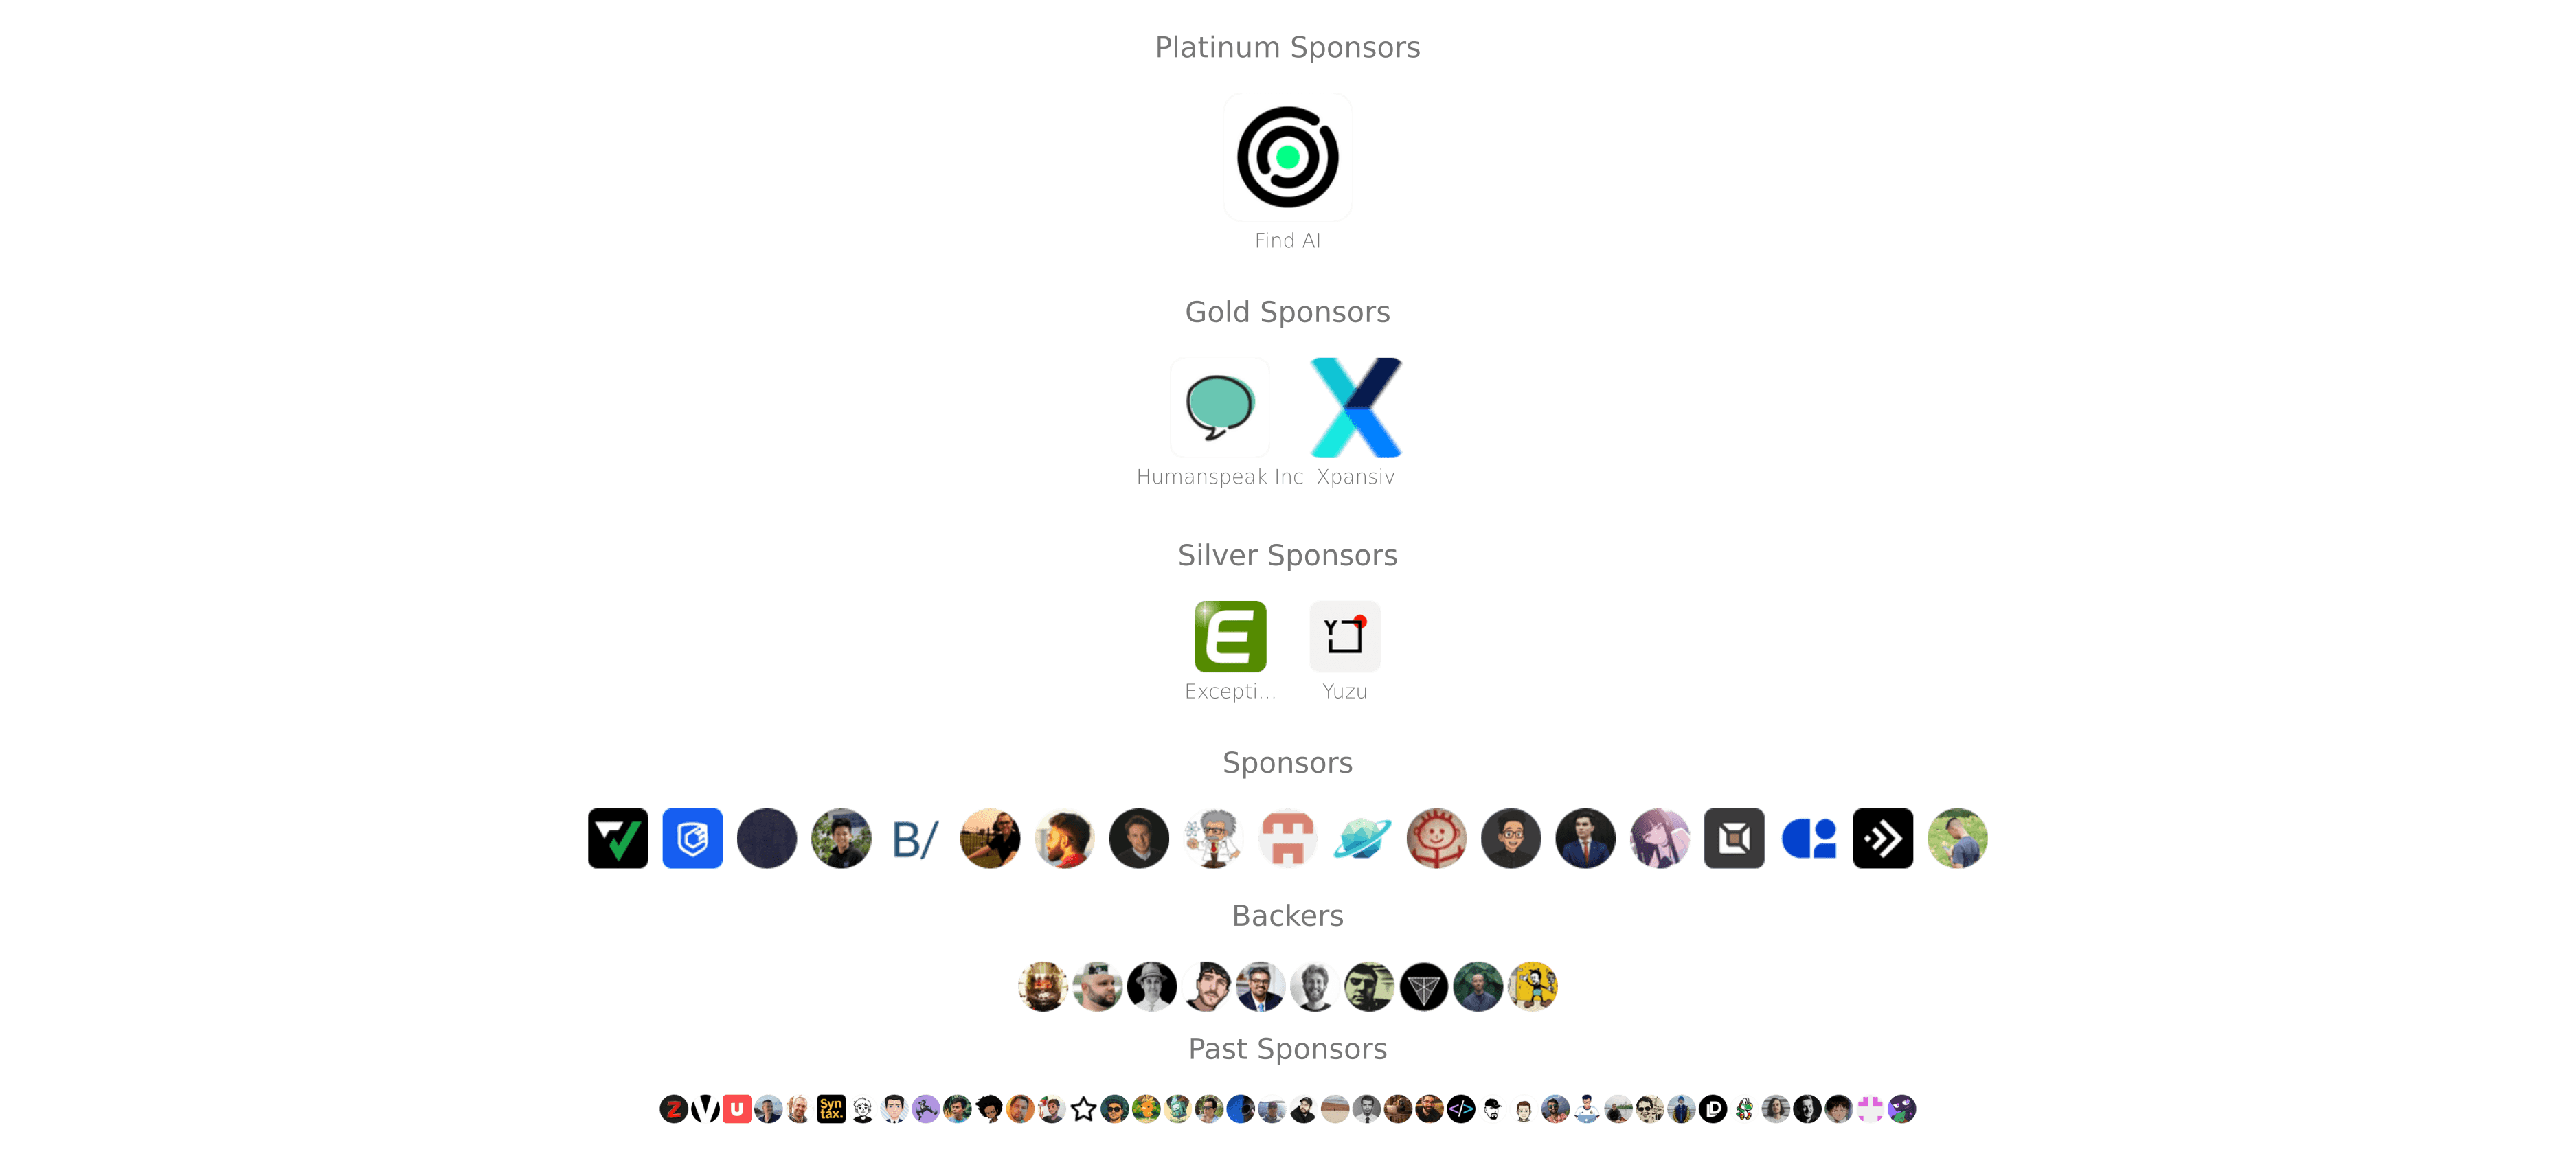 Platinum Sponsors
Find AI
Gold Sponsors
Humanspeak Inc Xpansiv
Silver Sponsors
E Y
Excepti... Yuzu
Sponsors
B/
Backers
Past Sponsors
Z V U Syn
tax. </> D